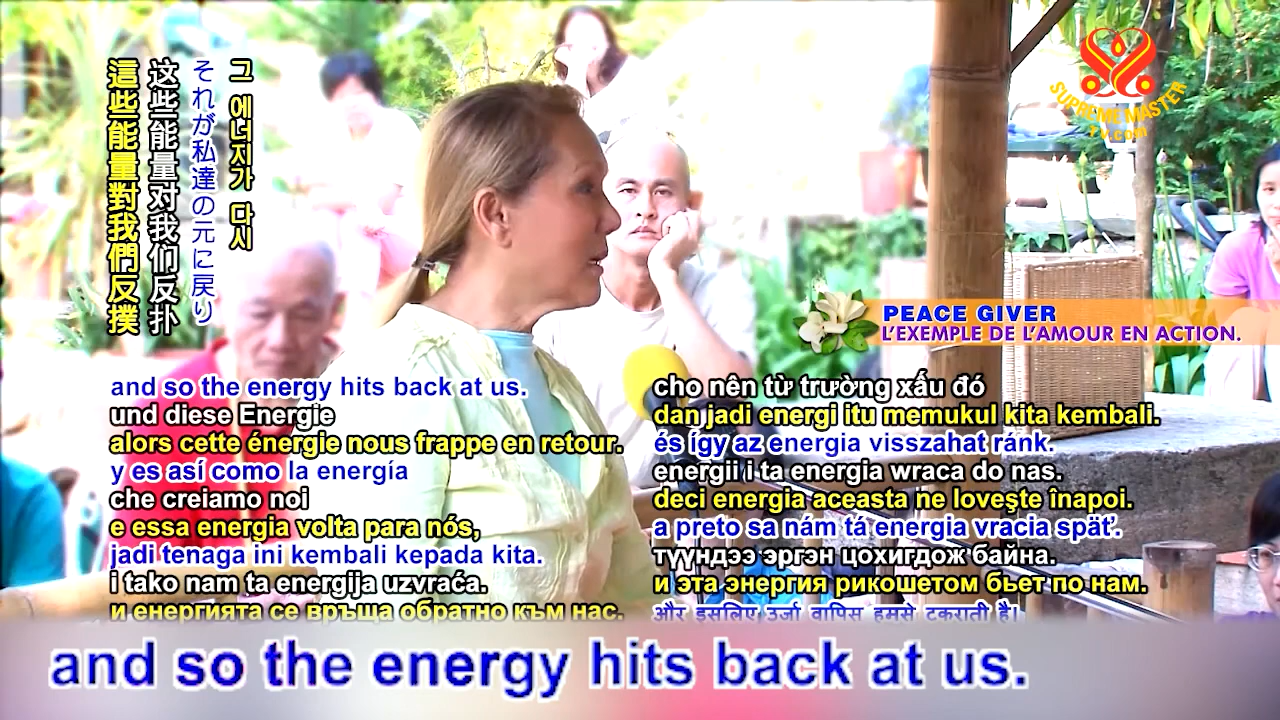 SUPREME MASTER
TV.com
그 에너지가 다시
それが私達の元に戻り
这些能量对我们反扑
這些能量對我們反撲
PEACE GIVER
L'EXEMPLE DE L'AMOUR EN ACTION.
and so the energy hits back at us.
und diese Energie
alors cette énergie nous frappe en retour.
y es así como la energía
che creiamo noi
e essa energia volta para nós,
jadi tenaga ini kembali kepada kita.
i tako nam ta energija uzvraća.
и енергията се връща обратно към нас.
cho nên từ trường xấu đó
dan jadi energi itu memukul kita kembali.
és így az energia visszahat ránk.
energii i ta energia wraca do nas.
deci energia aceasta ne loveşte înapoi.
a preto sa nám tá energia vracia späť.
түүндээ эргэн цохигдож байна.
и эта энергия рикошетом бьет по нам.
और इसलिए उर्जा वापिस हमसे टकराती है।
and so the energy hits back at us.